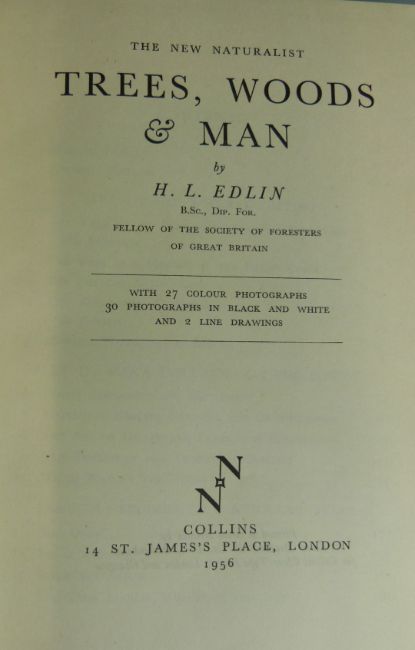 THE NEW NATURALIST
TREES, WOODS
& MAN
by
H. L. EDLIN
B.Sc., Dip. For.
FELLOW OF THE SOCIETY OF FORESTERS
OF GREAT BRITAIN
WITH 27 COLOUR PHOTOGRAPHS
30 PHOTOGRAPHS IN BLACK AND WHITE
AND 2 LINE DRAWINGS
N
N
COLLINS
14 ST. JAMES'S PLACE, LONDON
1956